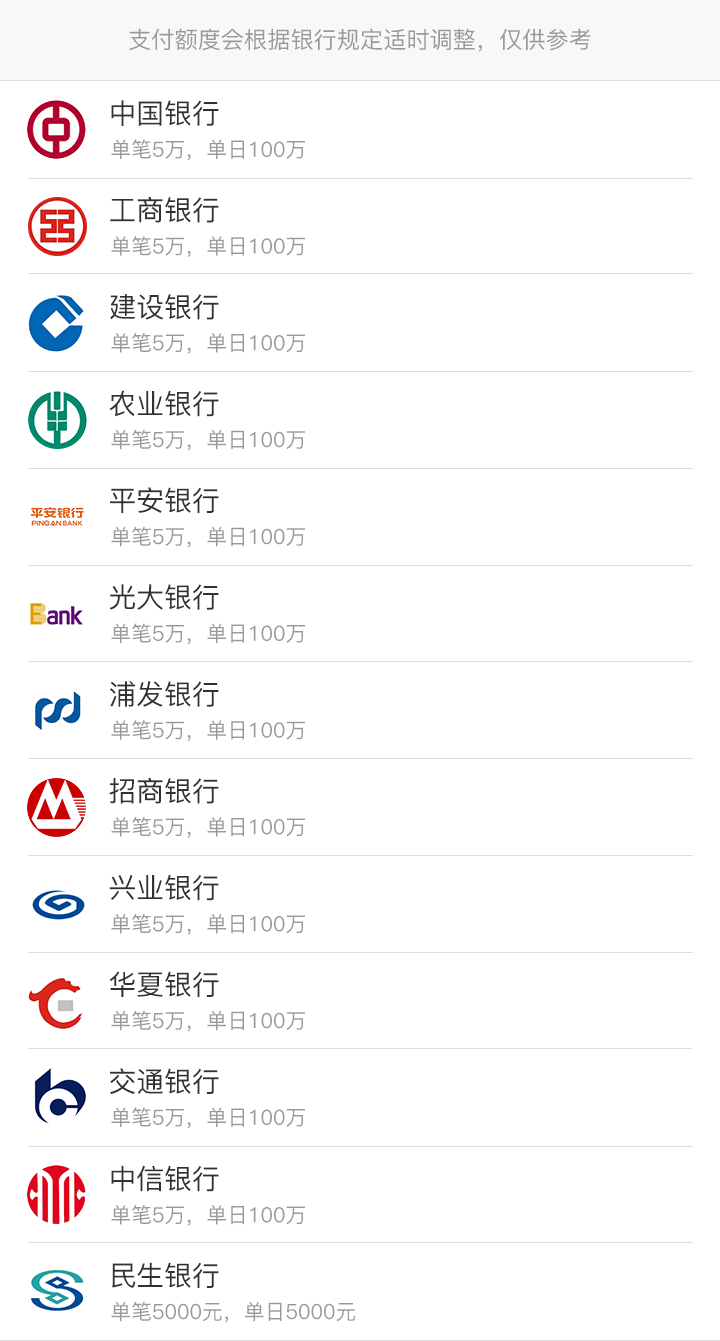 支付额度会根据银行规定适时调整，仅供参考
中国银行
单笔5万，单日100万
工商银行
单笔5万，单日100万
建设银行
单笔5万，单日100万
农业银行
单笔5万，单日100万
平安银行
PING AN BANK
平安银行
单笔5万，单日100万
Bank
光大银行
单笔5万，单日100万
浦发银行
单笔5万，单日100万
招商银行
单笔5万，单日100万
兴业银行
单笔5万，单日100万
华夏银行
单笔5万，单日100万
交通银行
单笔5万，单日100万
中信银行
单笔5万，单日100万
民生银行
单笔5000元，单日5000元